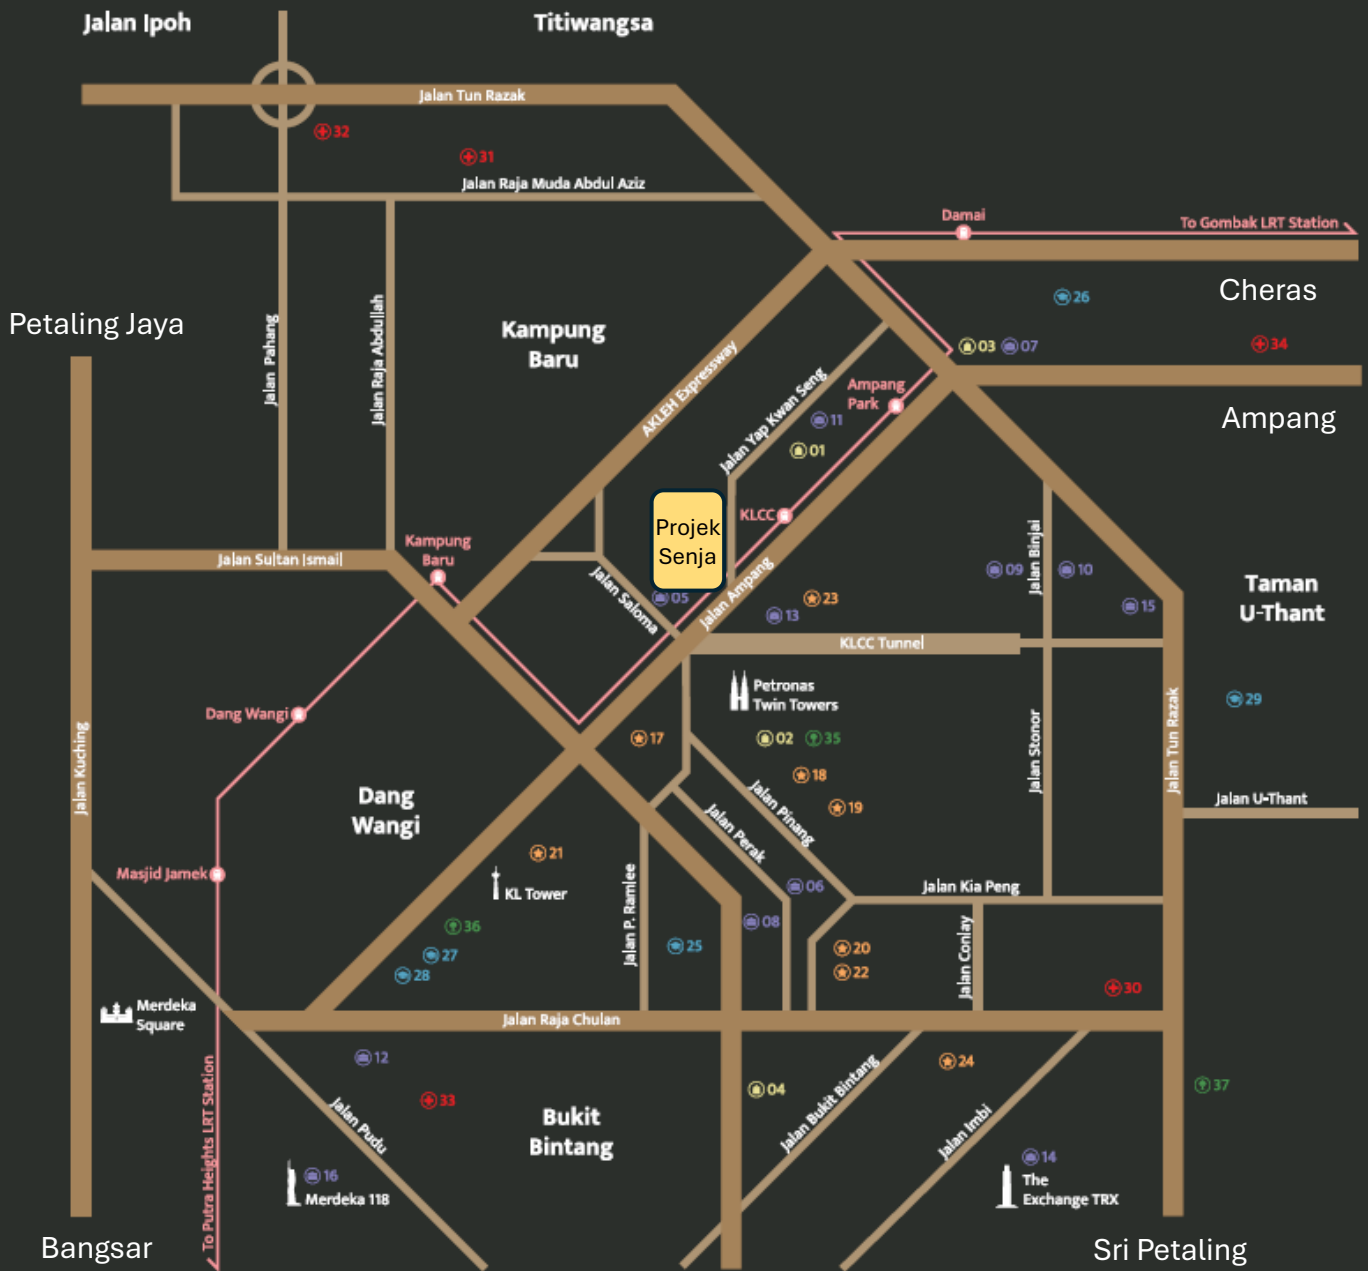 Jalan Ipoh
Titiwangsa
Jalan Tun Razak
32
31
Jalan Raja Muda Abdul Aziz
Damai
To Gombak LRT Station
Cheras
26
Petaling Jaya
Jalan Pahang
Jalan Raja Abdullah
Kampung
Baru
AKLEH Expressway
03
07
34
Ampang
Park
Ampang
Jalan Yap Kwan Seng
11
01
Projek
Senja
KLCC
Jalan Sultan Ismail
Kampung
Baru
Jalan Saloma
05
Jalan Ampang
23
13
09
Jalan Binjai
10
15
Taman
U-Thant
KLCC Tunnel
Petronas
Twin Towers
29
Dang Wangi
17
02
35
Jalan Stonor
Jalan Tun Razak
Jalan Kuching
18
19
Jalan U-Thant
Dang
Wangi
Jalan Pinang
Jalan Perak
21
KL Tower
Masjid Jamek
Jalan P. Ramlee
06
Jalan Kia Peng
08
36
27
28
25
20
22
Jalan Conlay
30
Merdeka
Square
Jalan Raja Chulan
12
33
Jalan Pudu
Bukit
Bintang
04
Jalan Bukit Bintang
24
Jalan Imbi
37
To Putra Heights LRT Station
16
Merdeka 118
14
The
Exchange TRX
Bangsar
Sri Petaling